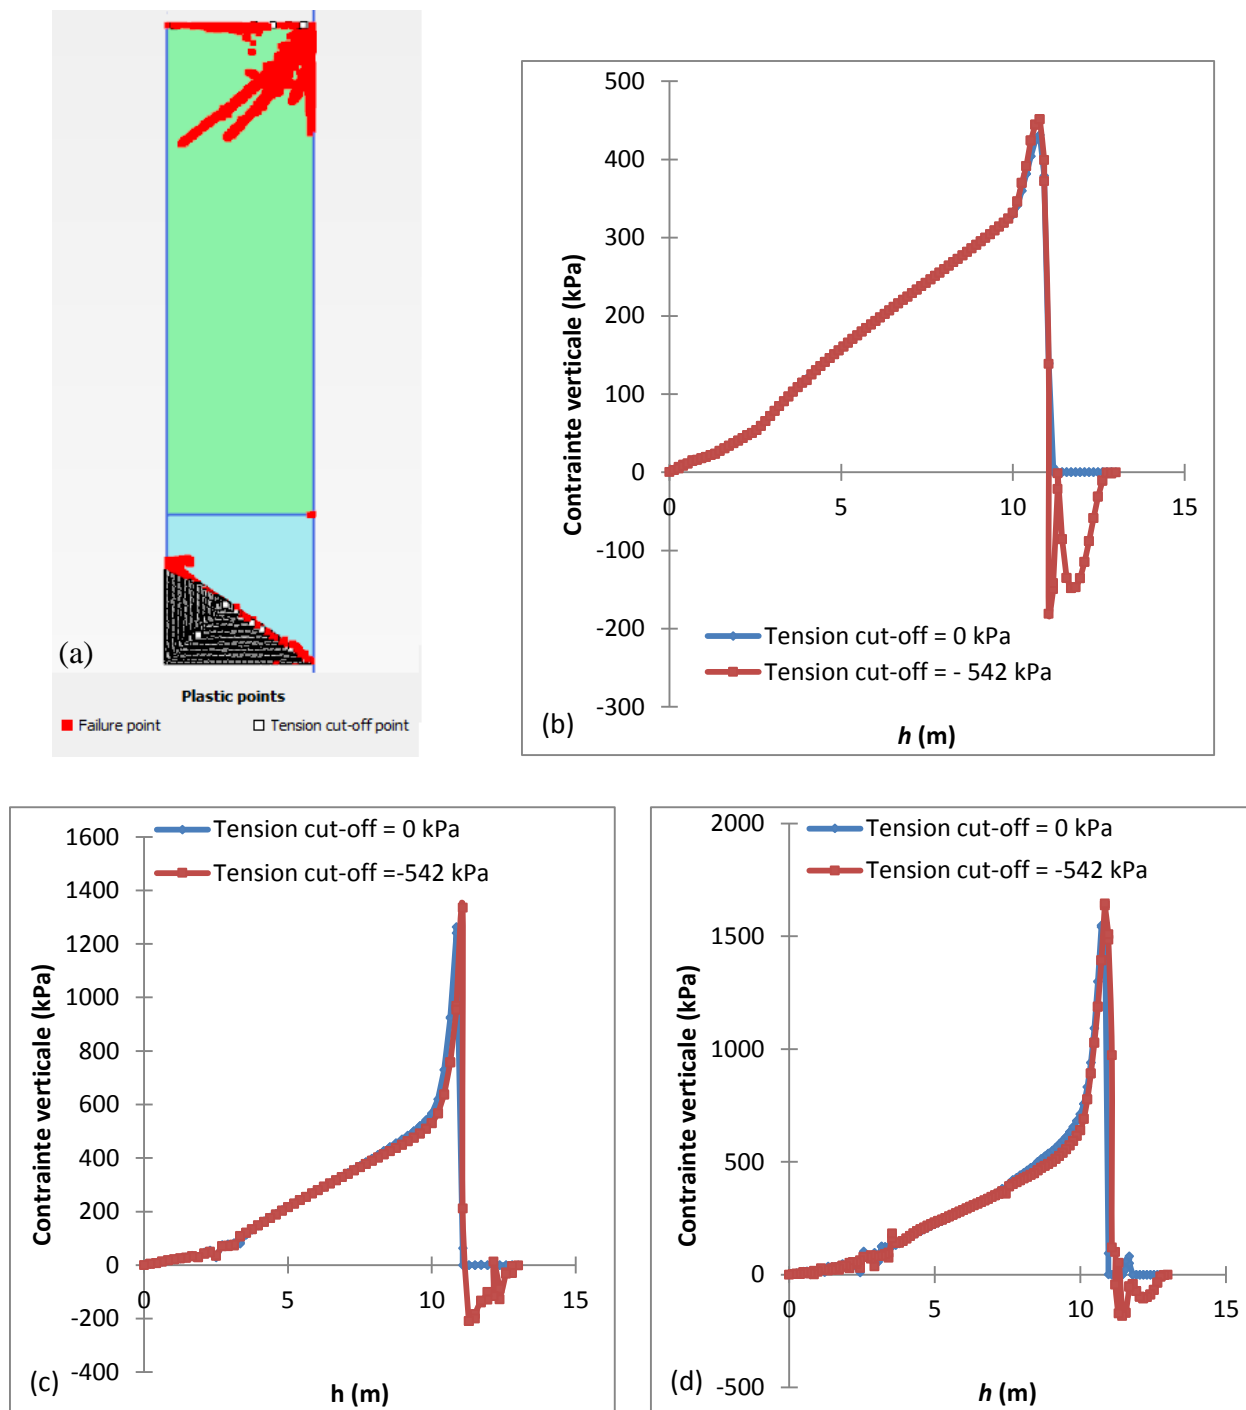 (a)
Plastic points
Failure point
Tension cut-off point
500
400
300
200
100
0
-100
-200
-300
0
5
10
15
Contrainte verticale (kPa)
Tension cut-off = 0 kPa
Tension cut-off = - 542 kPa
(b)
h (m)
1600
1400
1200
1000
800
600
400
200
0
-200
-400
0
5
10
15
Contrainte verticale (kPa)
Tension cut-off = 0 kPa
Tension cut-off =-542 kPa
(c)
h (m)
2000
1500
1000
500
0
-500
0
5
10
15
Contrainte verticale (kPa)
Tension cut-off = 0 kPa
Tension cut-off = -542 kPa
(d)
h (m)